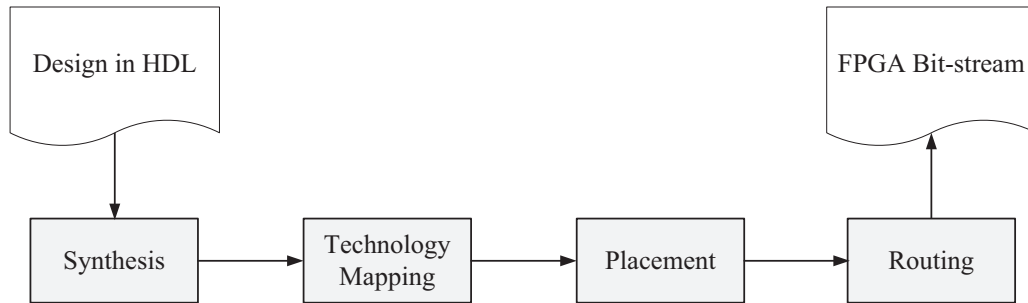 Design in HDL
FPGA Bit-stream
Synthesis
Technology
Mapping
Placement
Routing